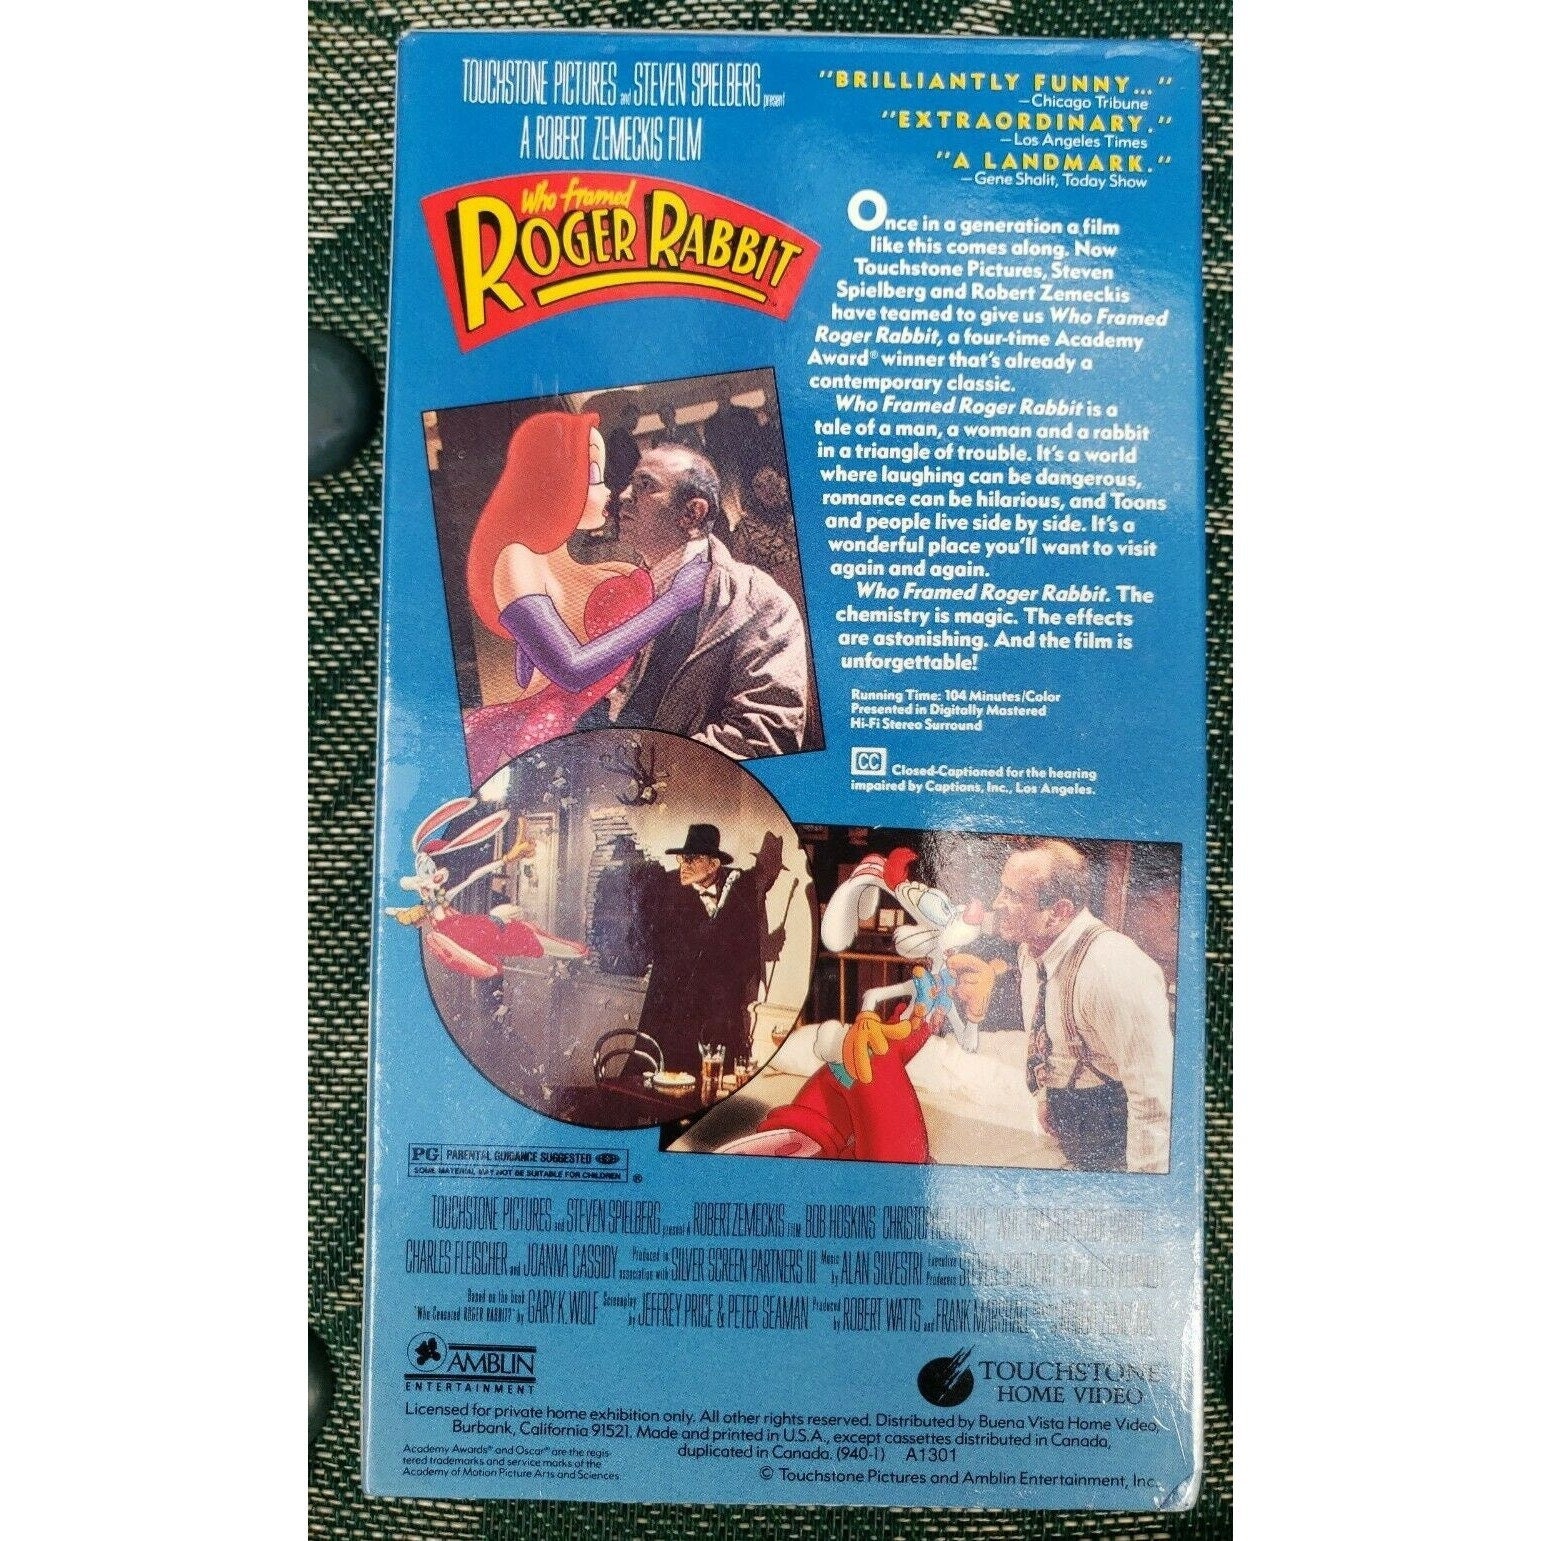 TOUCHSTONE PICTURES and STEVEN SPIELBERG present
A ROBERT ZEMECKIS FILM
Who Framed
ROGER RABBIT
"BRILLIANTLY FUNNY..."
—Chicago Tribune
"EXTRAORDINARY."
—Los Angeles Times
"A LANDMARK."
—Gene Shalit, Today Show
Once in a generation a film
like this comes along. Now
Touchstone Pictures, Steven
Spielberg and Robert Zemeckis
have teamed to give us Who Framed
Roger Rabbit, a four-time Academy
Award® winner that's already a
contemporary classic.
Who Framed Roger Rabbit is a
tale of a man, a woman and a rabbit
in a triangle of trouble. It's a world
where laughing can be dangerous,
romance can be hilarious, and Toons
and people live side by side. It's a
wonderful place you'll want to visit
again and again.
Who Framed Roger Rabbit. The
chemistry is magic. The effects
are astonishing. And the film is
unforgettable!
Running Time: 104 Minutes/Color
Presented in Digitally Mastered
Hi-Fi Stereo Surround
CC Closed-Captioned for the hearing
impaired by Captions, Inc., Los Angeles.
PG PARENTAL GUIDANCE SUGGESTED
SOME MATERIAL MAY NOT BE SUITABLE FOR CHILDREN ®
TOUCHSTONE PICTURES and STEVEN SPIELBERG present a ROBERT ZEMECKIS FILM BOB HOSKINS CHRISTOPHER LLOYD
CHARLES FLEISCHER and JOANNA CASSIDY Produced in association with SILVER SCREEN PARTNERS III Music by ALAN SILVESTRI Executive Producers STEVEN SPIELBERG
Based on the book "Who Censored ROGER RABBIT?" by GARY K. WOLF Screenplay by JEFFREY PRICE & PETER SEAMAN Produced by ROBERT WATTS and FRANK MARSHALL
AMBLIN
ENTERTAINMENT
TOUCHSTONE
HOME VIDEO
Licensed for private home exhibition only. All other rights reserved. Distributed by Buena Vista Home Video,
Burbank, California 91521. Made and printed in U.S.A., except cassettes distributed in Canada,
duplicated in Canada. (940-1) A1301
Academy Awards® and Oscar® are the regis-
tered trademarks and service marks of the
Academy of Motion Picture Arts and Sciences
© Touchstone Pictures and Amblin Entertainment, Inc.